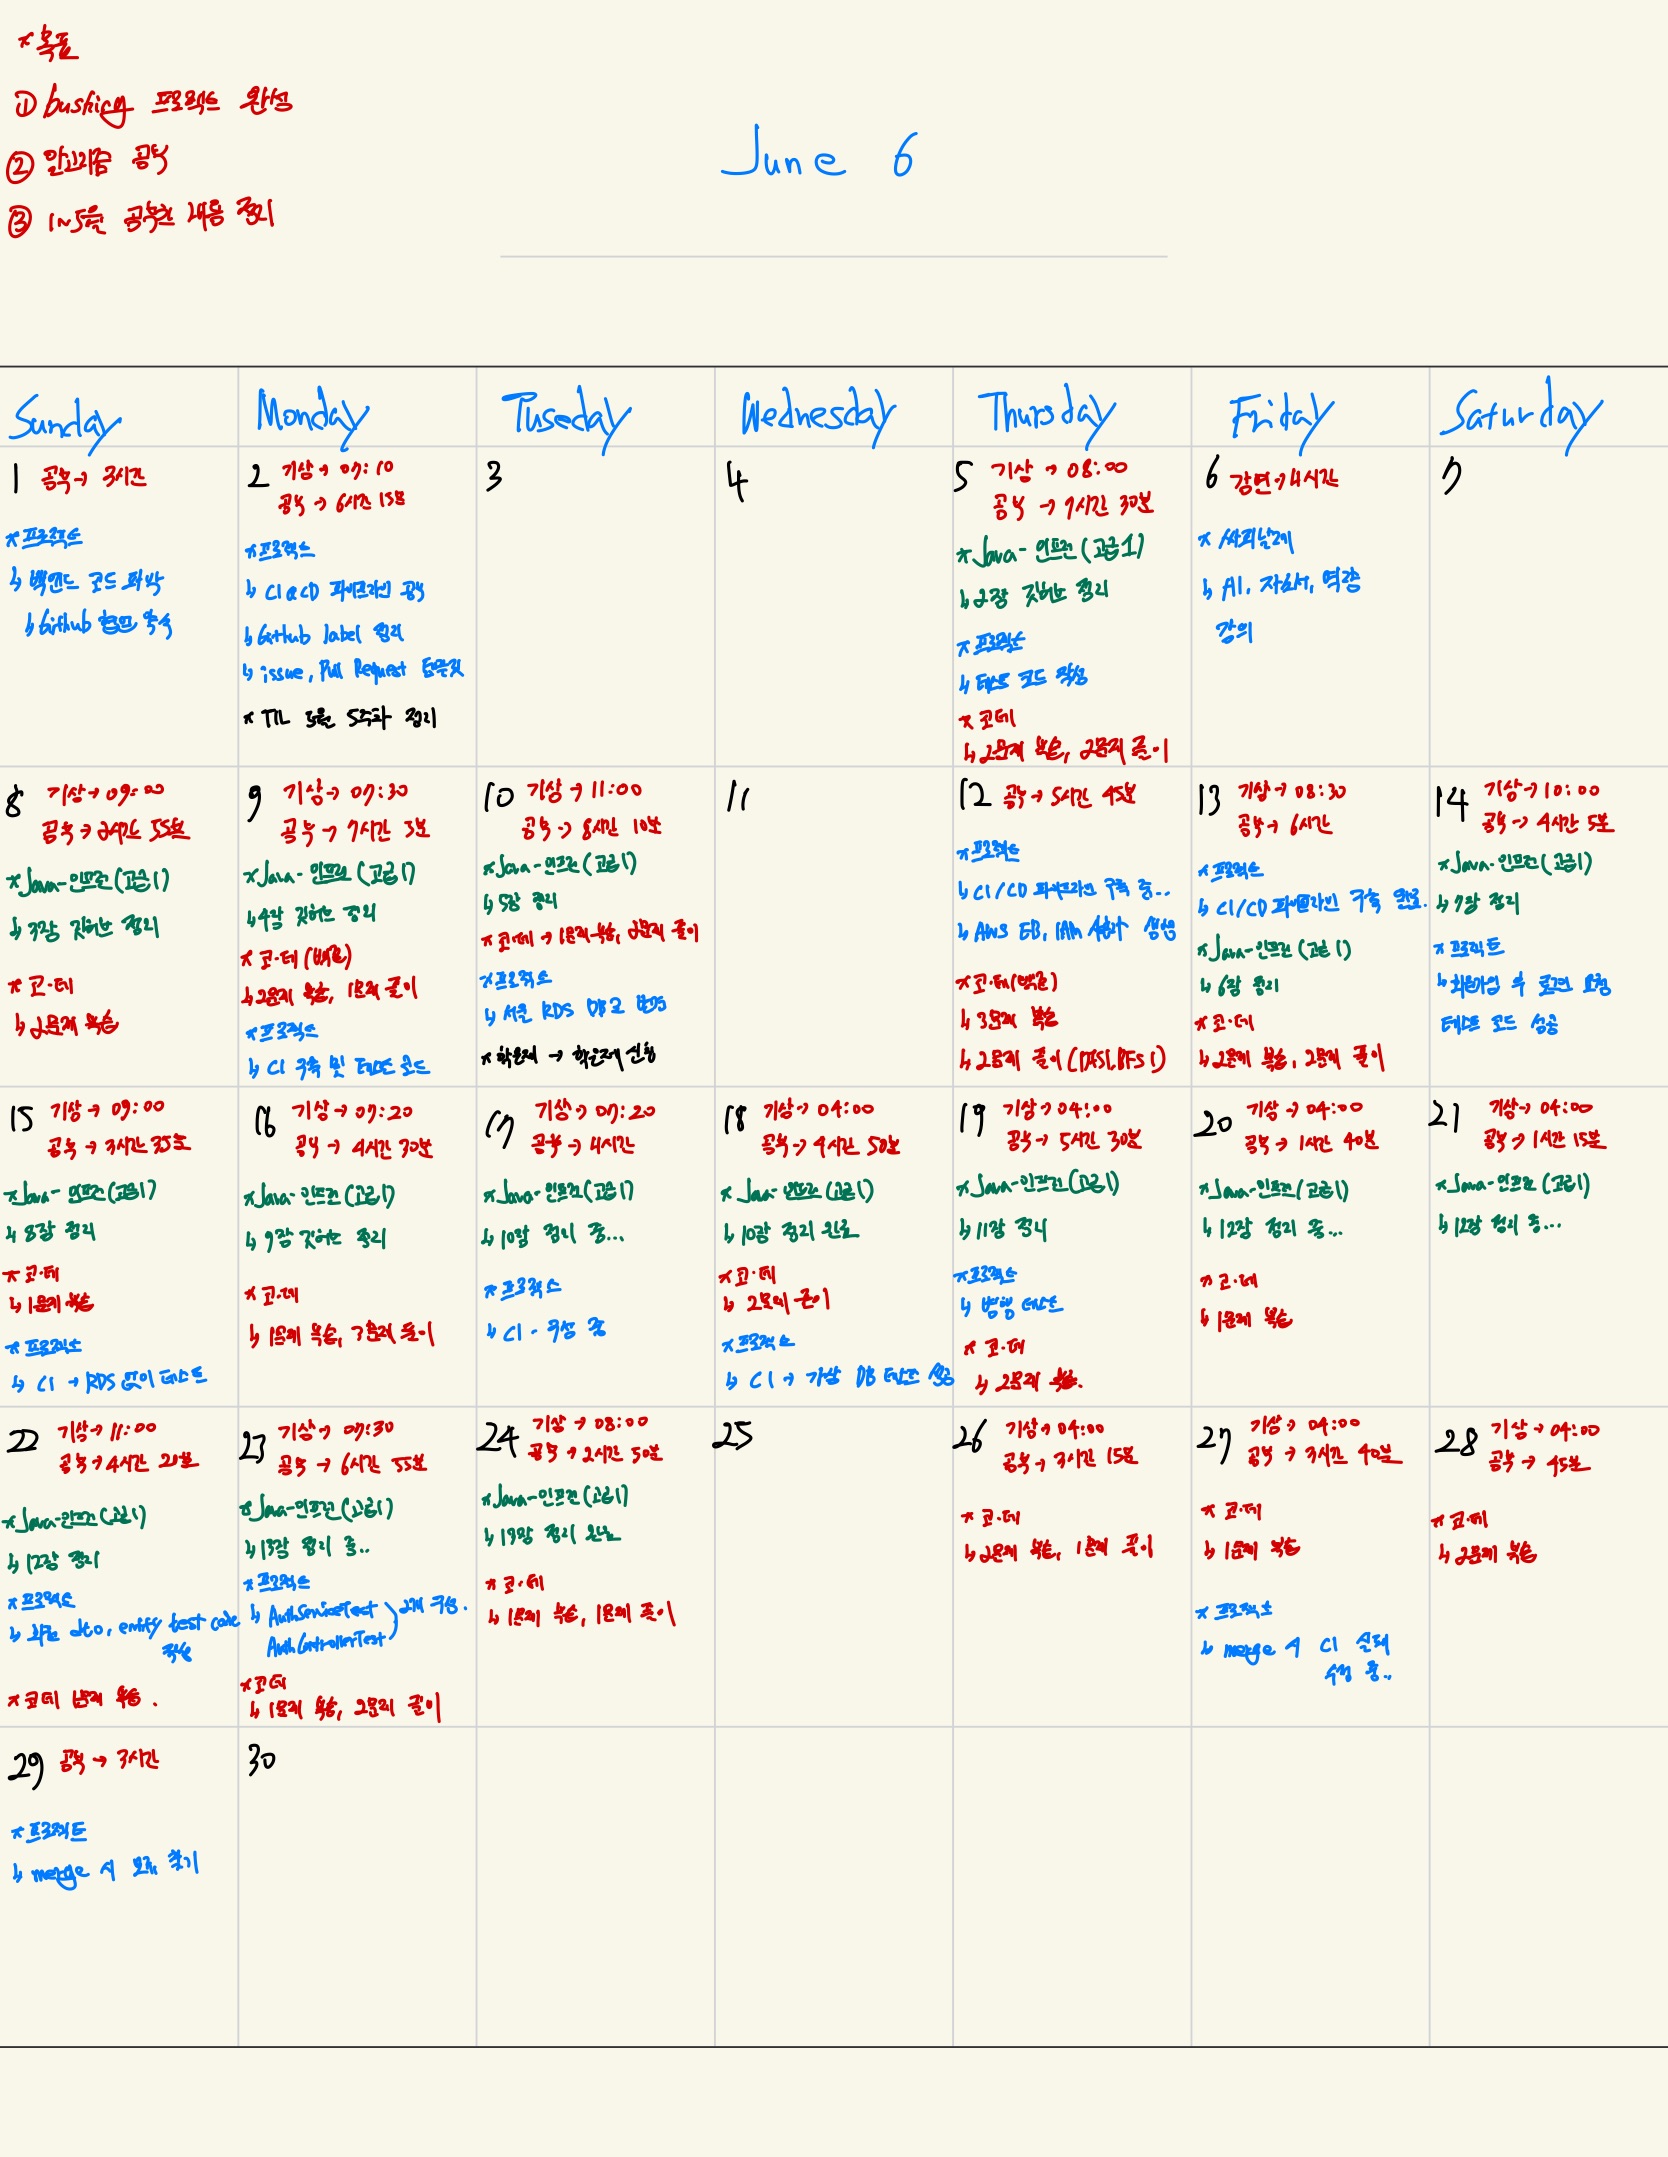 *목표
① busking 프로젝트 완성
② 알고리즘 공부
③ 1~5월 공부한 내용 정리
June 6
Sunday Monday Tuseday Wednesday Thursday Friday Saturday
1 공부→ 3시간
*프로젝트
↳ 백엔드 코드 파악
↳ Github 협업
2 기상→ 07:10
공부 → 6시간 15분
*프로젝트
↳ CI&CD 파이프라인 공부
↳ GitHub label 정리
↳ issue, Pull Request 템플릿
* TIL 5월 5주차 정리
3
4
5 기상 → 08:00
공부 → 7시간 30분
*Java-인프런(고급1)
↳ 2장 깃허브 정리
*프로젝트
↳ 테스트 코드 작성
*코테
↳ 2문제 복습, 2문제 풀이
6 강연→4시간
* 싸피날개
↳ AI, 자소서, 역량
강의
7
8 기상→ 09:00
공부→ 2시간 55분
*Java-인프런(고급1)
↳ 3장 깃허브 정리
*코테
↳ 2문제 복습
9 기상→ 07:30
공부 → 7시간 3분
*Java-인프런(고급1)
↳ 4장 깃허브 정리
*코테(백준)
↳ 2문제 복습, 1문제 풀이
*프로젝트
↳ CI 구축 및 테스트 코드
10 기상→ 11:00
공부 → 8시간 10분
*Java-인프런(고급1)
↳ 5장 정리
*코테 → 1문제 복습, 2문제 풀이
*프로젝트
↳ 서울 RDS DB로 변경
*학은제 → 학은제 신청
11
12 공부→ 5시간 45분
*프로젝트
↳ CI/CD 파이프라인 구축 중..
↳ AWS EB, IAM 생성
*코테(백준)
↳ 3문제 복습
↳ 2문제 풀이(DFS1, BFS1)
13 기상→ 08:30
공부→ 6시간
*프로젝트
↳ CI/CD 파이프라인 구축 완료.
*Java-인프런(고급1)
↳ 6장 정리
*코테
↳ 2문제 복습, 2문제 풀이
14 기상→ 10:00
공부→ 4시간 5분
*Java-인프런(고급1)
↳ 7장 정리
*프로젝트
↳ 회원가입 후 로그인 요청
테스트 코드 성공
15 기상→ 09:00
공부→ 3시간 35분
*Java-인프런(고급1)
↳ 8장 정리
*코테
↳ 1문제 복습
*프로젝트
↳ CI → RDS 없이 테스트
16 기상→ 07:20
공부 → 4시간 30분
*Java-인프런(고급1)
↳ 9장 깃허브 정리
*코테
↳ 1문제 복습, 3문제 풀이
17 기상→ 07:20
공부→ 4시간
*Java-인프런(고급1)
↳ 10장 정리 중...
*프로젝트
↳ CI - 구성 중
18 기상→ 04:00
공부→ 4시간 50분
*Java-인프런(고급1)
↳ 10장 정리 완료
*코테
↳ 2문제 풀이
*프로젝트
↳ CI → 가상 DB 테스트 성공
19 기상→ 04:00
공부→ 5시간 30분
*Java-인프런(고급1)
↳ 11장 정리
*프로젝트
↳ 병행 테스트
*코테
↳ 2문제 복습.
20 기상→ 04:00
공부→ 1시간 40분
*Java-인프런(고급1)
↳ 12장 정리 중...
*코테
↳ 1문제 복습
21 기상→ 04:00
공부→ 1시간 15분
*Java-인프런(고급1)
↳ 12장 정리 중...
22 기상→ 11:00
공부→4시간 20분
*Java-인프런(고급1)
↳ 12장 정리
*프로젝트
↳ 회원 dto, entity test code
작성
*코테 복습.
23 기상→ 07:30
공부 → 6시간 55분
*Java-인프런(고급1)
↳ 13장 정리 중..
*프로젝트
↳ AuthServiceTest
AuthControllerTest ) 2개 구성.
*코테
↳ 1문제 복습, 2문제 풀이
24 기상→ 08:00
공부→ 2시간 50분
*Java-인프런(고급1)
↳ 13장 정리 완료
*코테
↳ 1문제 복습, 1문제 풀이
25
26 기상→ 04:00
공부→ 3시간 15분
*코테
↳ 2문제 복습, 1문제 풀이
27 기상→ 04:00
공부 → 3시간 40분
*코테
↳ 1문제 복습
*프로젝트
↳ merge 시 CI 실패
수정 중..
28 기상→ 04:00
공부→ 45분
*코테
↳ 2문제 복습
29 공부→ 3시간
*프로젝트
↳ merge 시 오류 찾기
30